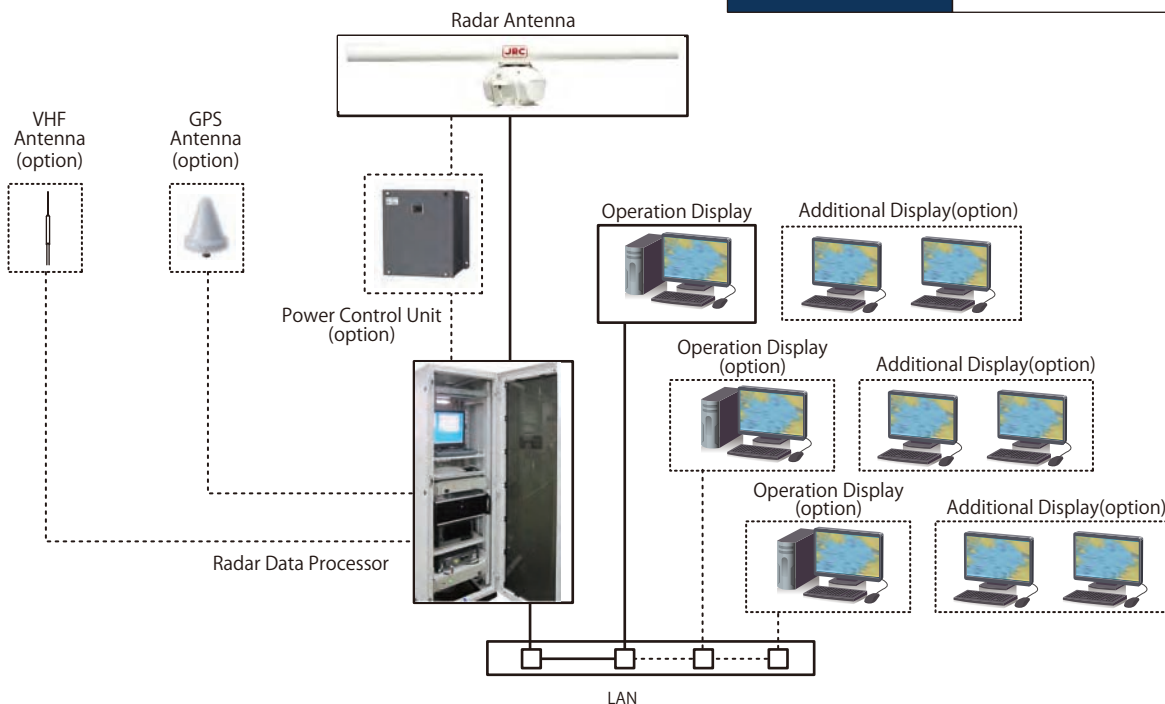 Radar Antenna
JRC
VHF
Antenna
(option)
GPS
Antenna
(option)
Operation Display
Additional Display(option)
Power Control Unit
(option)
Operation Display
(option)
Additional Display(option)
Operation Display
(option)
Additional Display(option)
Radar Data Processor
LAN